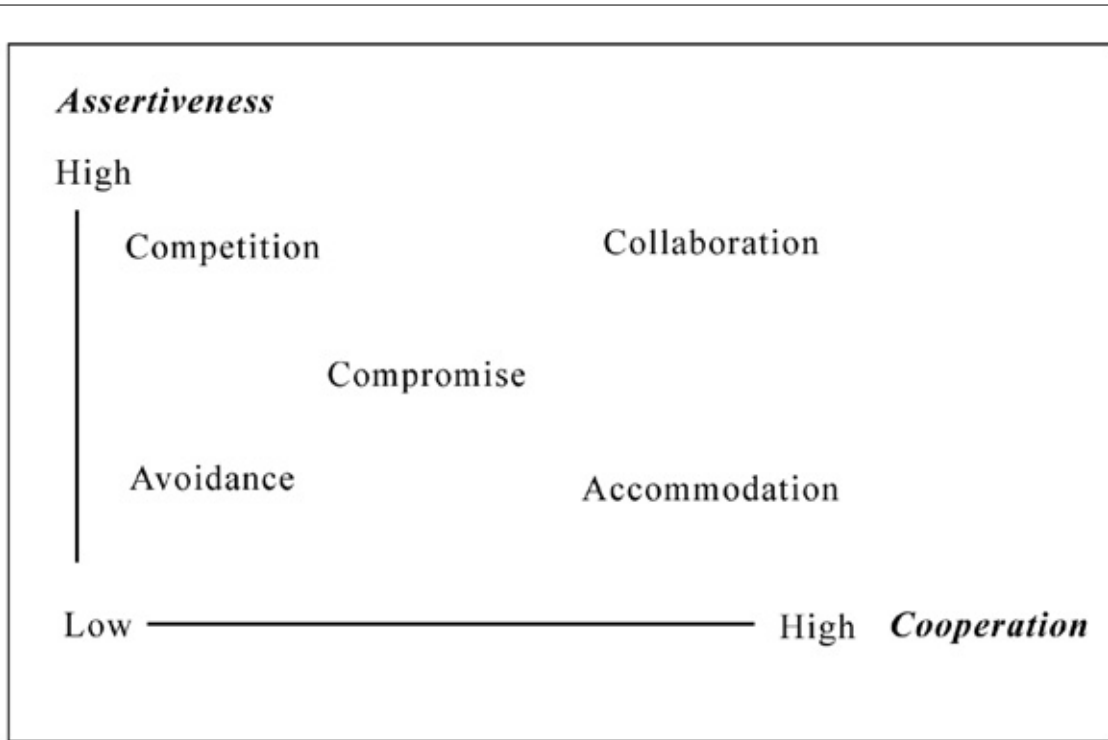 Assertiveness
High
Competition Collaboration
Compromise
Avoidance Accommodation
Low High Cooperation